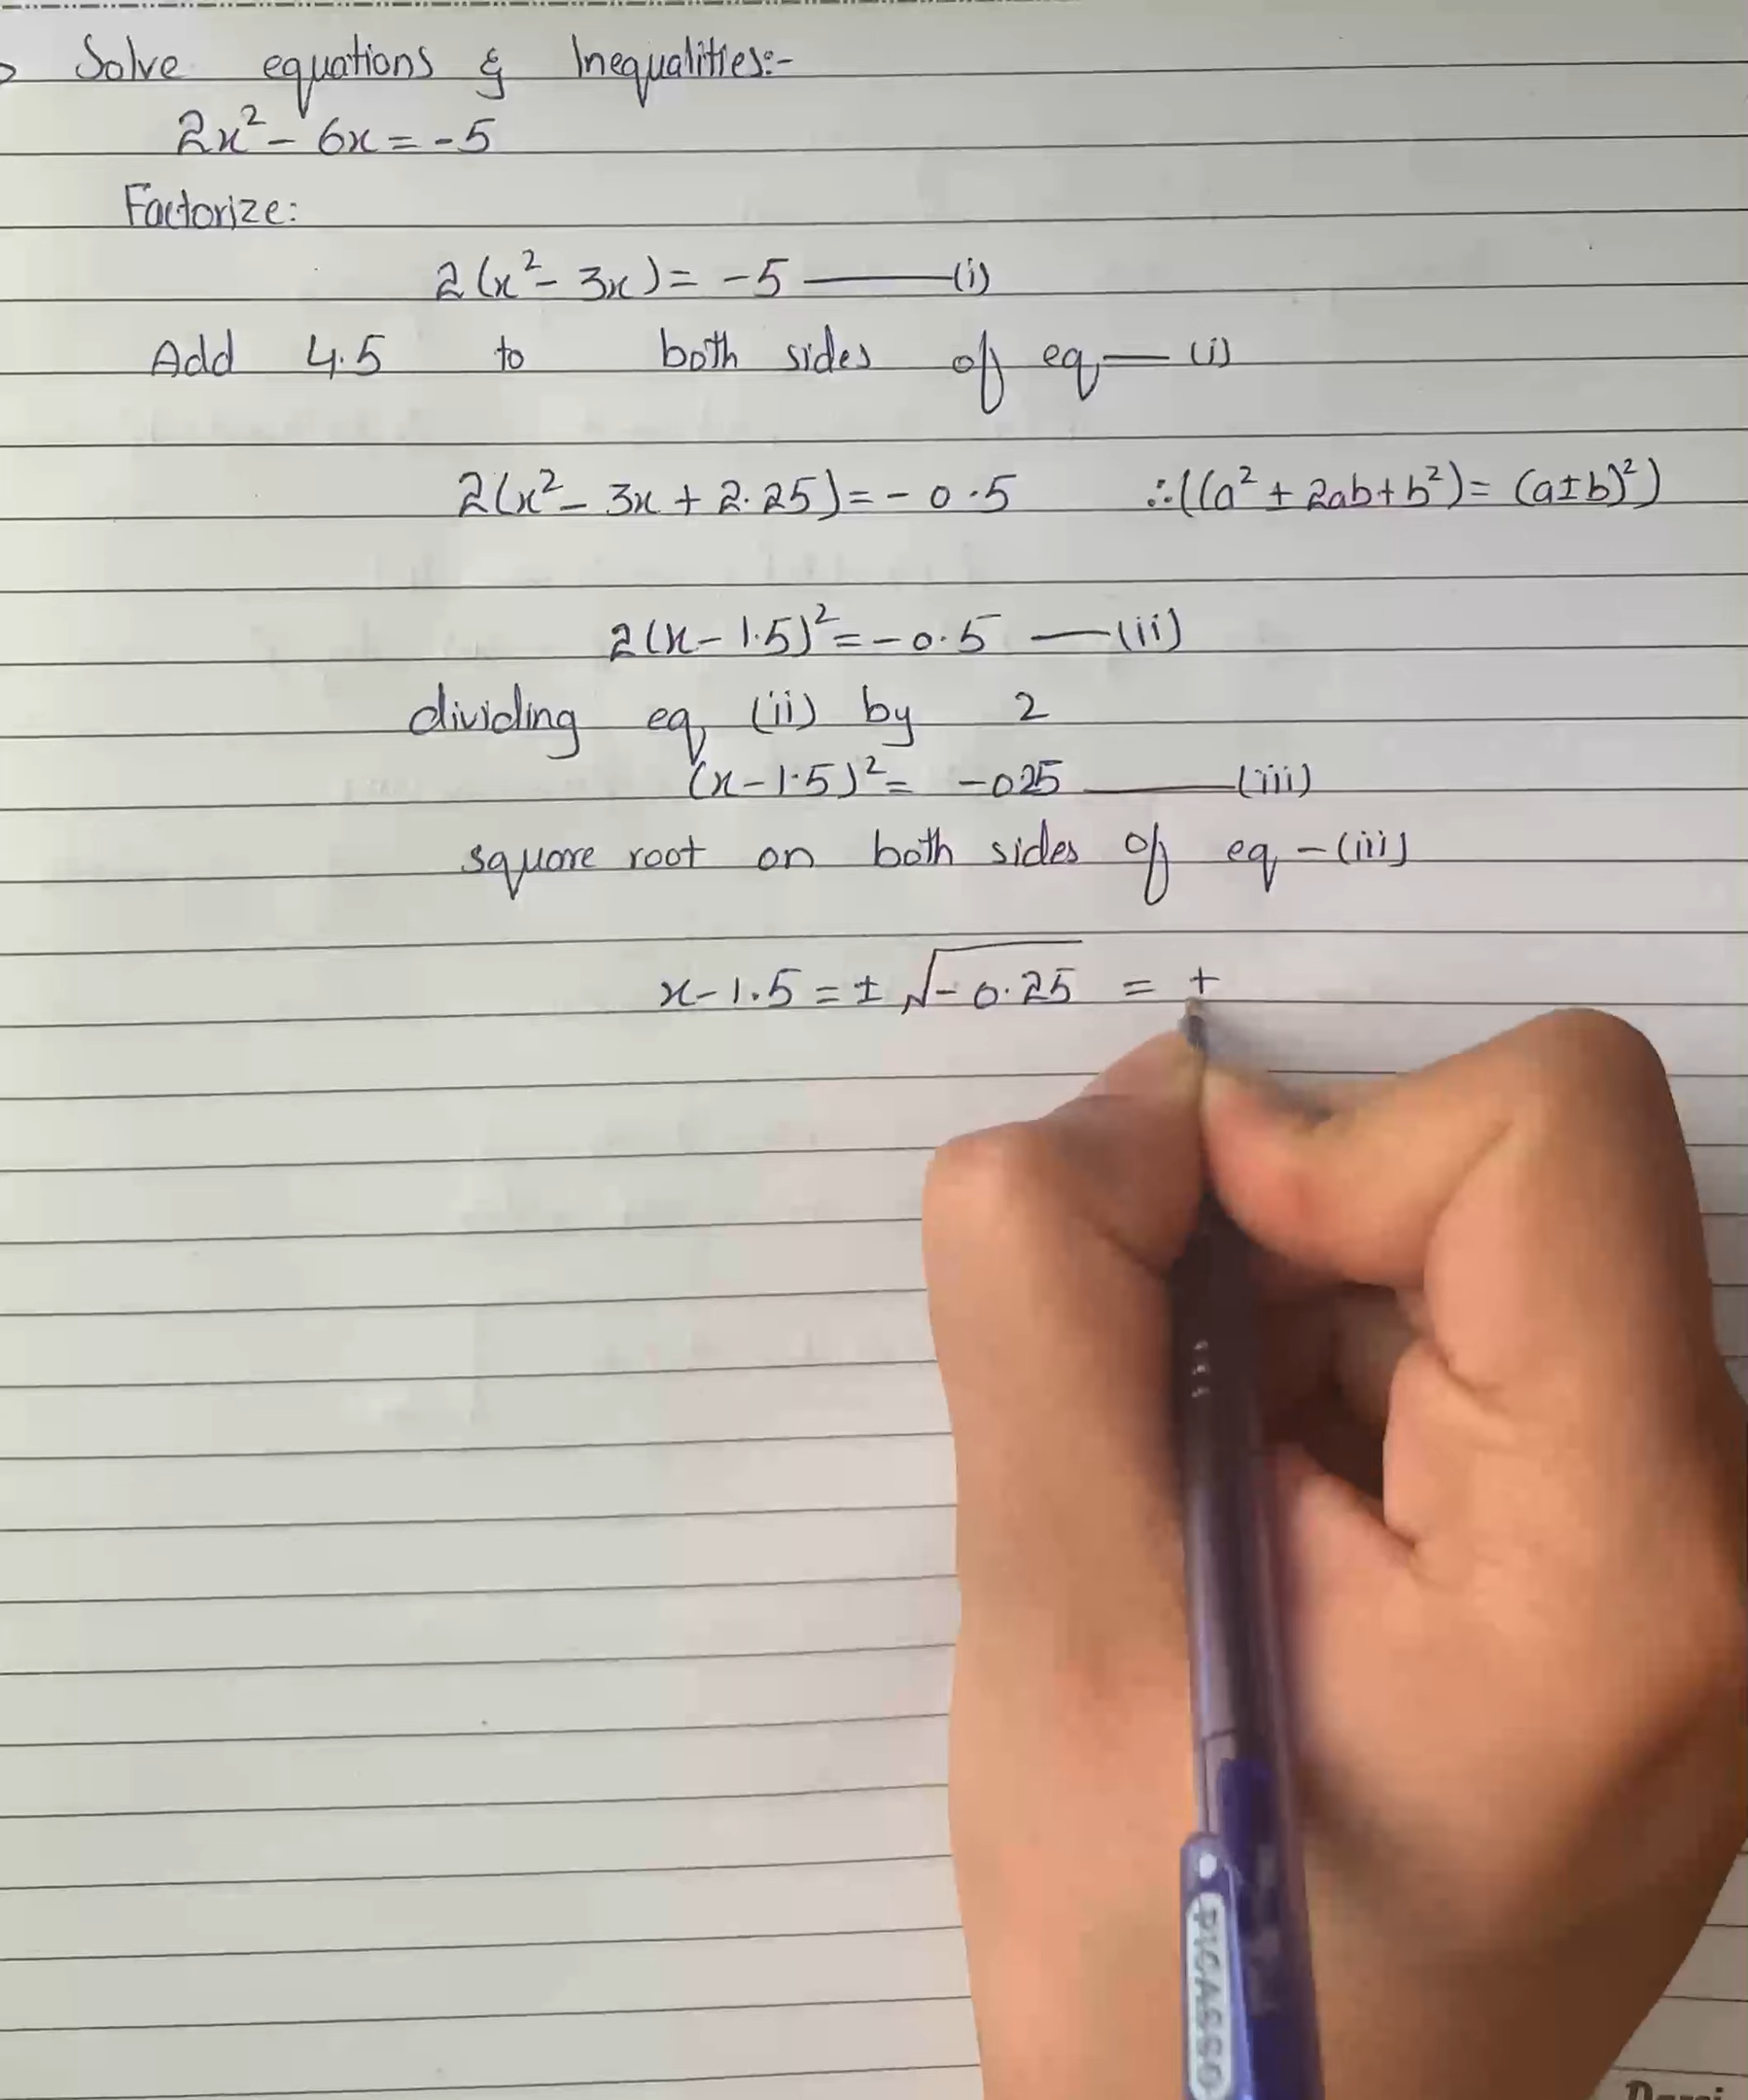 Solve equations & Inequalities:-
2x² - 6x = -5
Factorize:
2(x² - 3x) = -5 —— (i)
Add 4.5 to both sides of eq — (i)
2(x² - 3x + 2.25) = - 0.5 ∴((a² ± 2ab + b²) = (a±b)²)
2(x - 1.5)² = - 0.5 — (ii)
dividing eq (ii) by 2
(x - 1.5)² = -025 —— (iii)
square root on both sides of eq - (iii)
x - 1.5 = ± √-0.25 = +
PICASSO